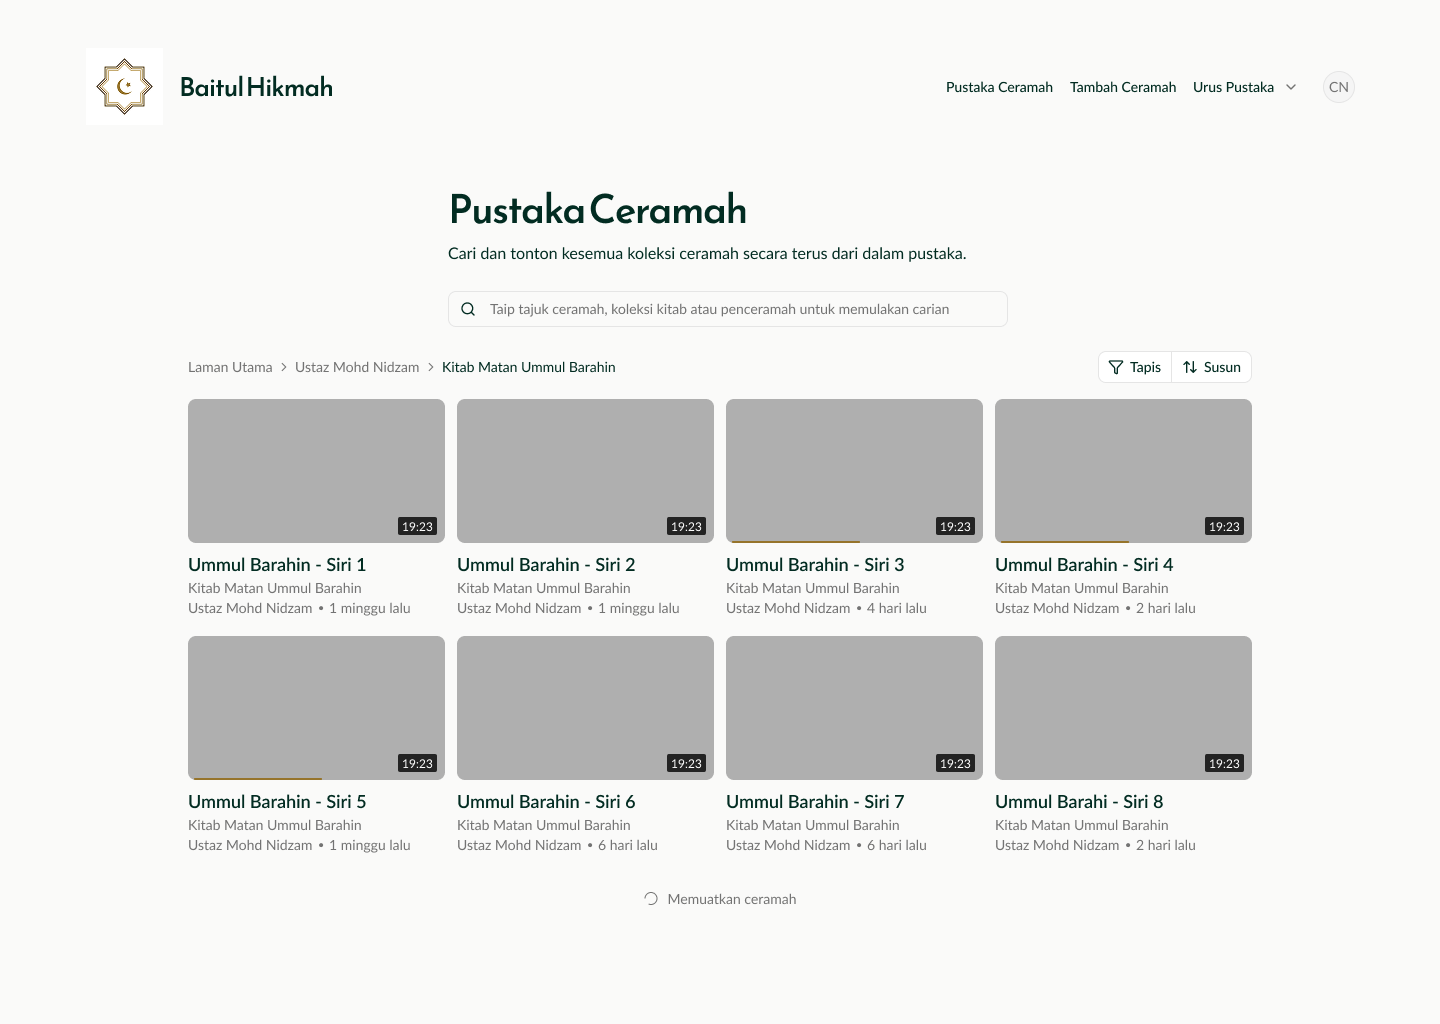 Baitul Hikmah
Pustaka Ceramah
Tambah Ceramah
Urus Pustaka
CN
Pustaka Ceramah
Cari dan tonton kesemua koleksi ceramah secara terus dari dalam pustaka.
Taip tajuk ceramah, koleksi kitab atau penceramah untuk memulakan carian
Laman Utama > Ustaz Mohd Nidzam > Kitab Matan Ummul Barahin
Tapis
Susun
19:23
Ummul Barahin - Siri 1
Kitab Matan Ummul Barahin
Ustaz Mohd Nidzam • 1 minggu lalu
19:23
Ummul Barahin - Siri 2
Kitab Matan Ummul Barahin
Ustaz Mohd Nidzam • 1 minggu lalu
19:23
Ummul Barahin - Siri 3
Kitab Matan Ummul Barahin
Ustaz Mohd Nidzam • 4 hari lalu
19:23
Ummul Barahin - Siri 4
Kitab Matan Ummul Barahin
Ustaz Mohd Nidzam • 2 hari lalu
19:23
Ummul Barahin - Siri 5
Kitab Matan Ummul Barahin
Ustaz Mohd Nidzam • 1 minggu lalu
19:23
Ummul Barahin - Siri 6
Kitab Matan Ummul Barahin
Ustaz Mohd Nidzam • 6 hari lalu
19:23
Ummul Barahin - Siri 7
Kitab Matan Ummul Barahin
Ustaz Mohd Nidzam • 6 hari lalu
19:23
Ummul Barahi - Siri 8
Kitab Matan Ummul Barahin
Ustaz Mohd Nidzam • 2 hari lalu
Memuatkan ceramah